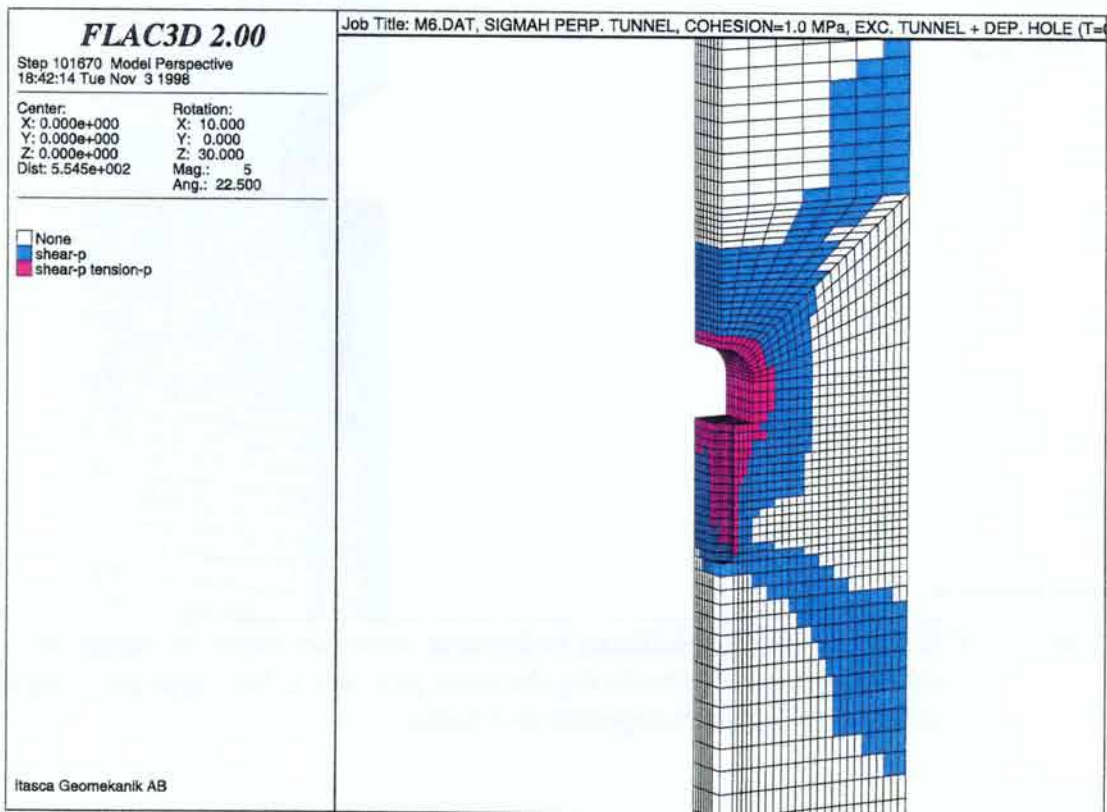 FLAC3D 2.00
Step 101670 Model Perspective
18:42:14 Tue Nov 3 1998
Center:
X: 0.000e+000
Y: 0.000e+000
Z: 0.000e+000
Dist: 5.545e+002
Rotation:
X: 10.000
Y: 0.000
Z: 30.000
Mag.: 5
Ang.: 22.500
None
shear-p
shear-p tension-p
Itasca Geomekanik AB
Job Title: M6.DAT, SIGMAH PERP. TUNNEL, COHESION=1.0 MPa, EXC. TUNNEL + DEP. HOLE (T=